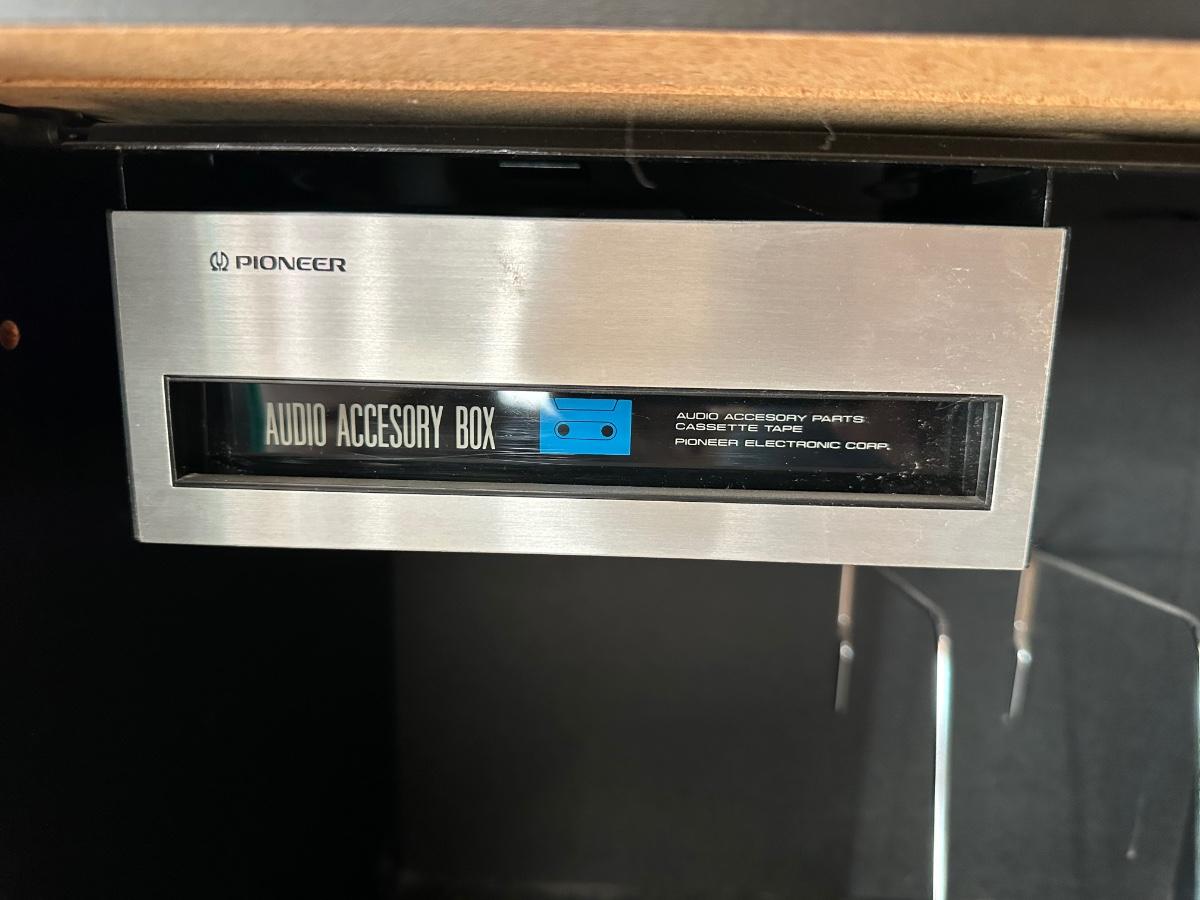 PIONEER
AUDIO ACCESORY BOX
AUDIO ACCESORY PARTS
CASSETTE TAPE
PIONEER ELECTRONIC CORP.